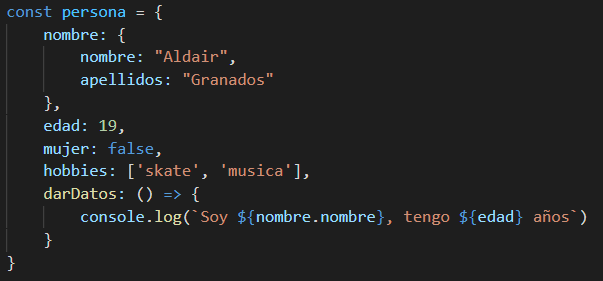 const persona = {
    nombre: {
        nombre: "Aldair",
        apellidos: "Granados"
    },
    edad: 19,
    mujer: false,
    hobbies: ['skate', 'musica'],
    darDatos: () => {
        console.log(`Soy ${nombre.nombre}, tengo ${edad} años`)
    }
}